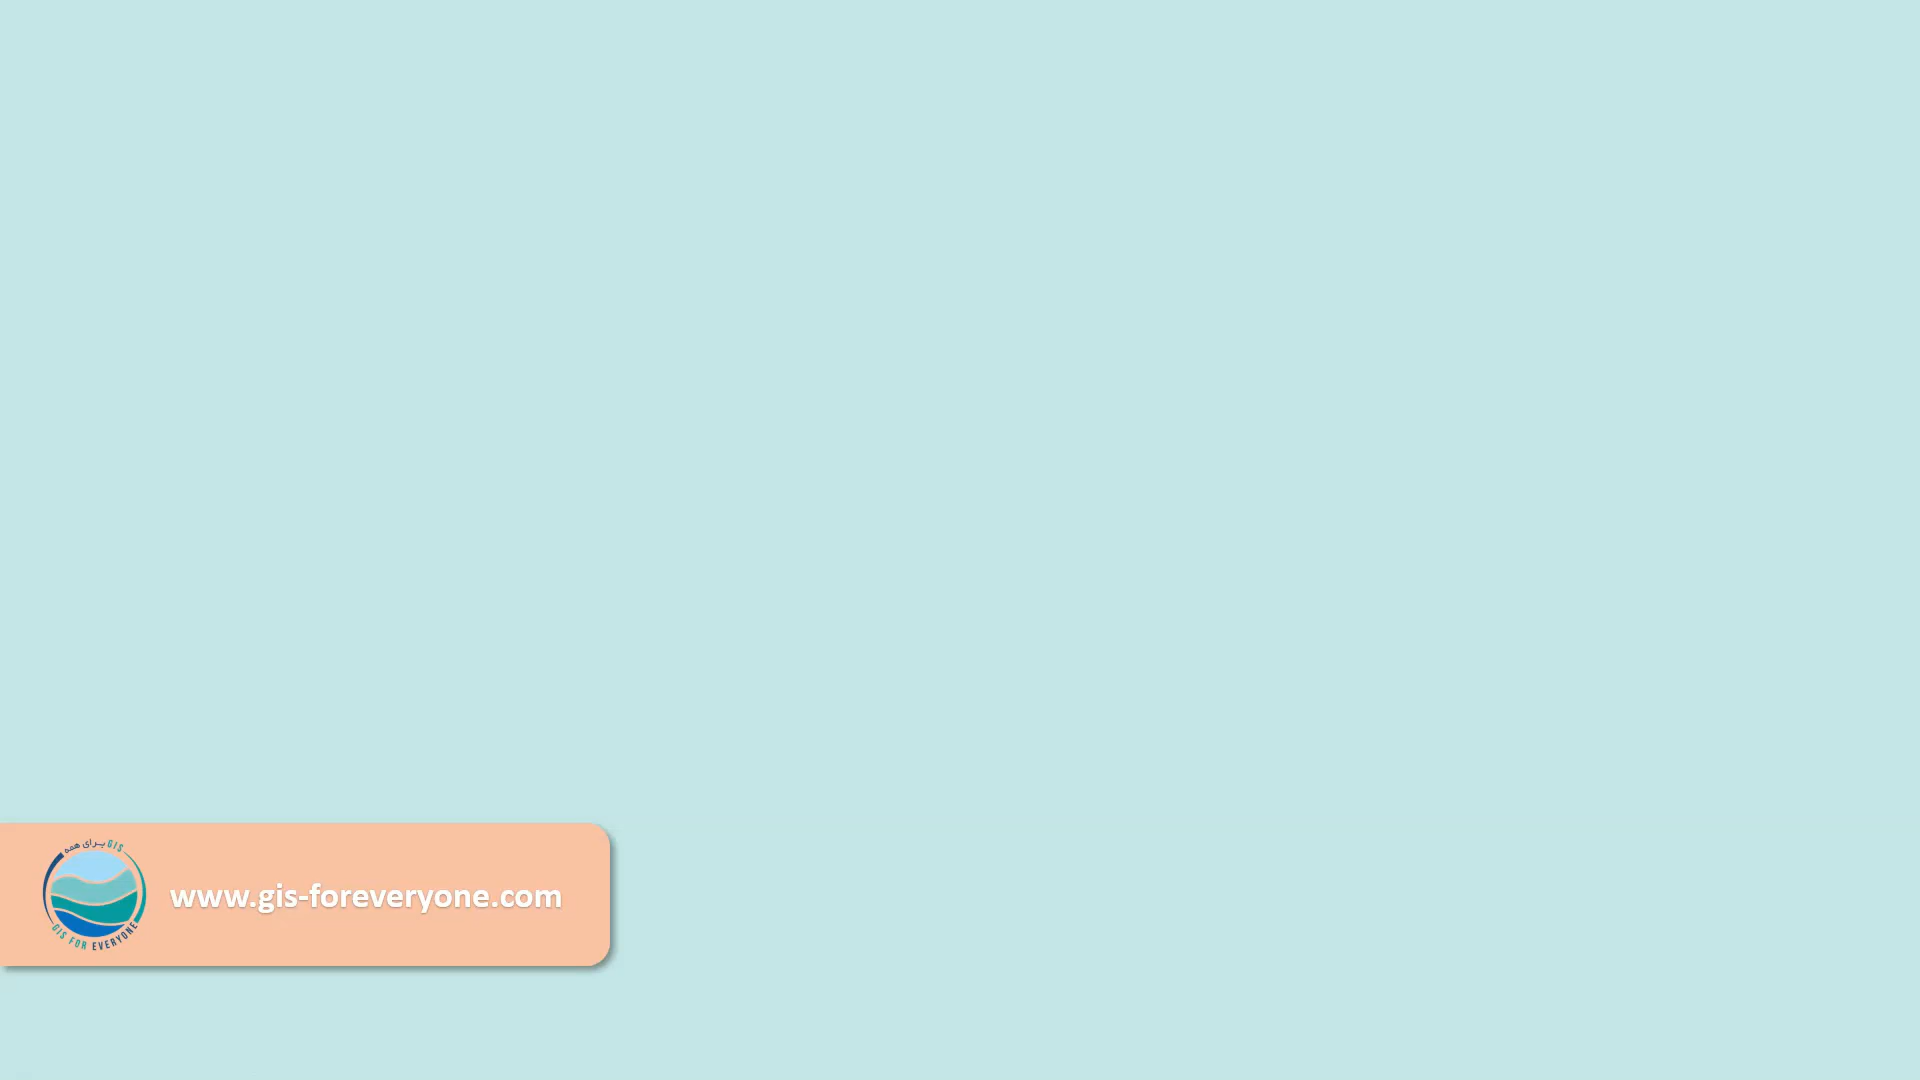 GIS برای همه
www.gis-foreveryone.com
GIS FOR EVERYONE